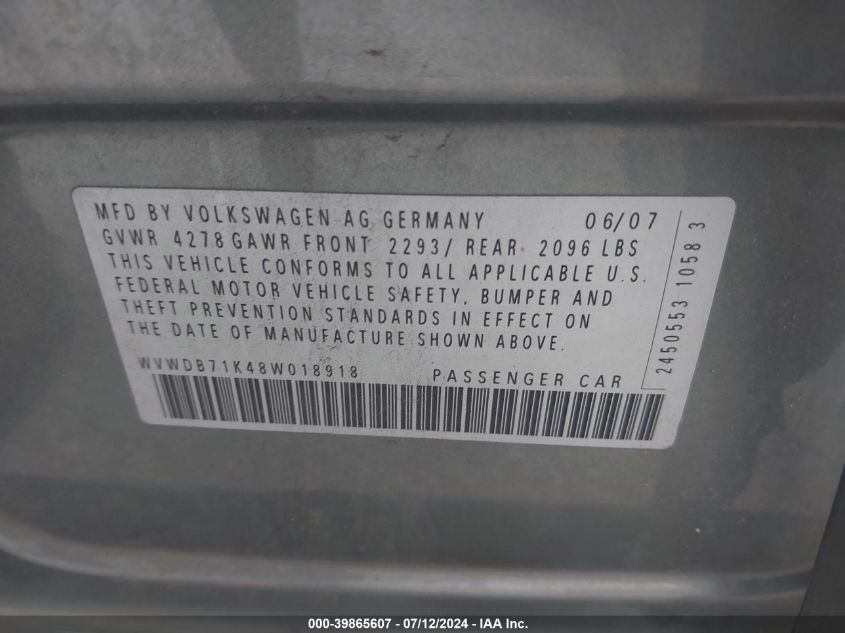 MFD BY VOLKSWAGEN AG GERMANY 06/07
GVWR 4278 GAWR FRONT 2293/ REAR 2096 LBS
THIS VEHICLE CONFORMS TO ALL APPLICABLE U.S.
FEDERAL MOTOR VEHICLE SAFETY, BUMPER AND
THEFT PREVENTION STANDARDS IN EFFECT ON
THE DATE OF MANUFACTURE SHOWN ABOVE.
WVWDB71K48W018918 PASSENGER CAR
2450553 1058 3
000-39865607 - 07/12/2024 - IAA Inc.